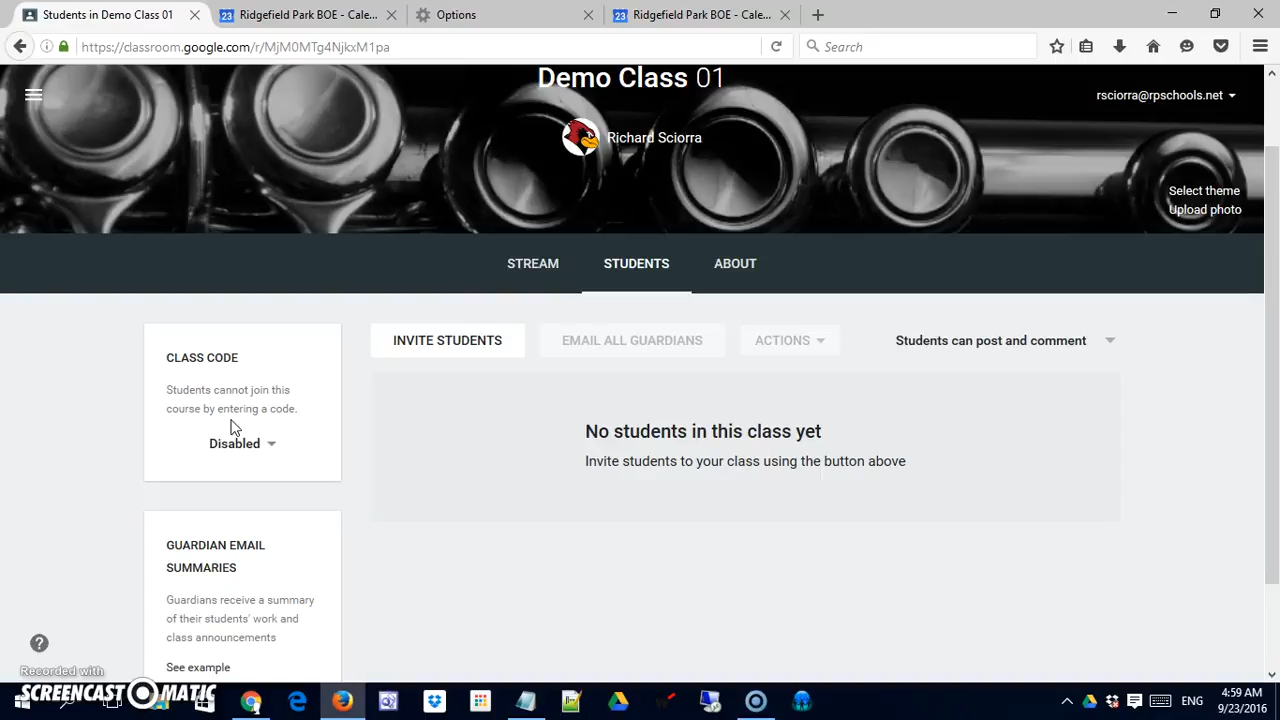 Students in Demo Class 01
Ridgefield Park BOE - Cale...
Options
Ridgefield Park BOE - Cale...
https://classroom.google.com/r/MjM0MTg4NjkxM1pa
Search
Demo Class 01
rsciorra@rpschools.net
Richard Sciorra
Select theme
Upload photo
STREAM
STUDENTS
ABOUT
CLASS CODE
Students cannot join this
course by entering a code.
Disabled
INVITE STUDENTS
EMAIL ALL GUARDIANS
ACTIONS
Students can post and comment
No students in this class yet
Invite students to your class using the button above
GUARDIAN EMAIL
SUMMARIES
Guardians receive a summary
of their students' work and
class announcements
See example
Recorded with
SCREENCAST MATIC
ENG
4:59 AM
9/23/2016